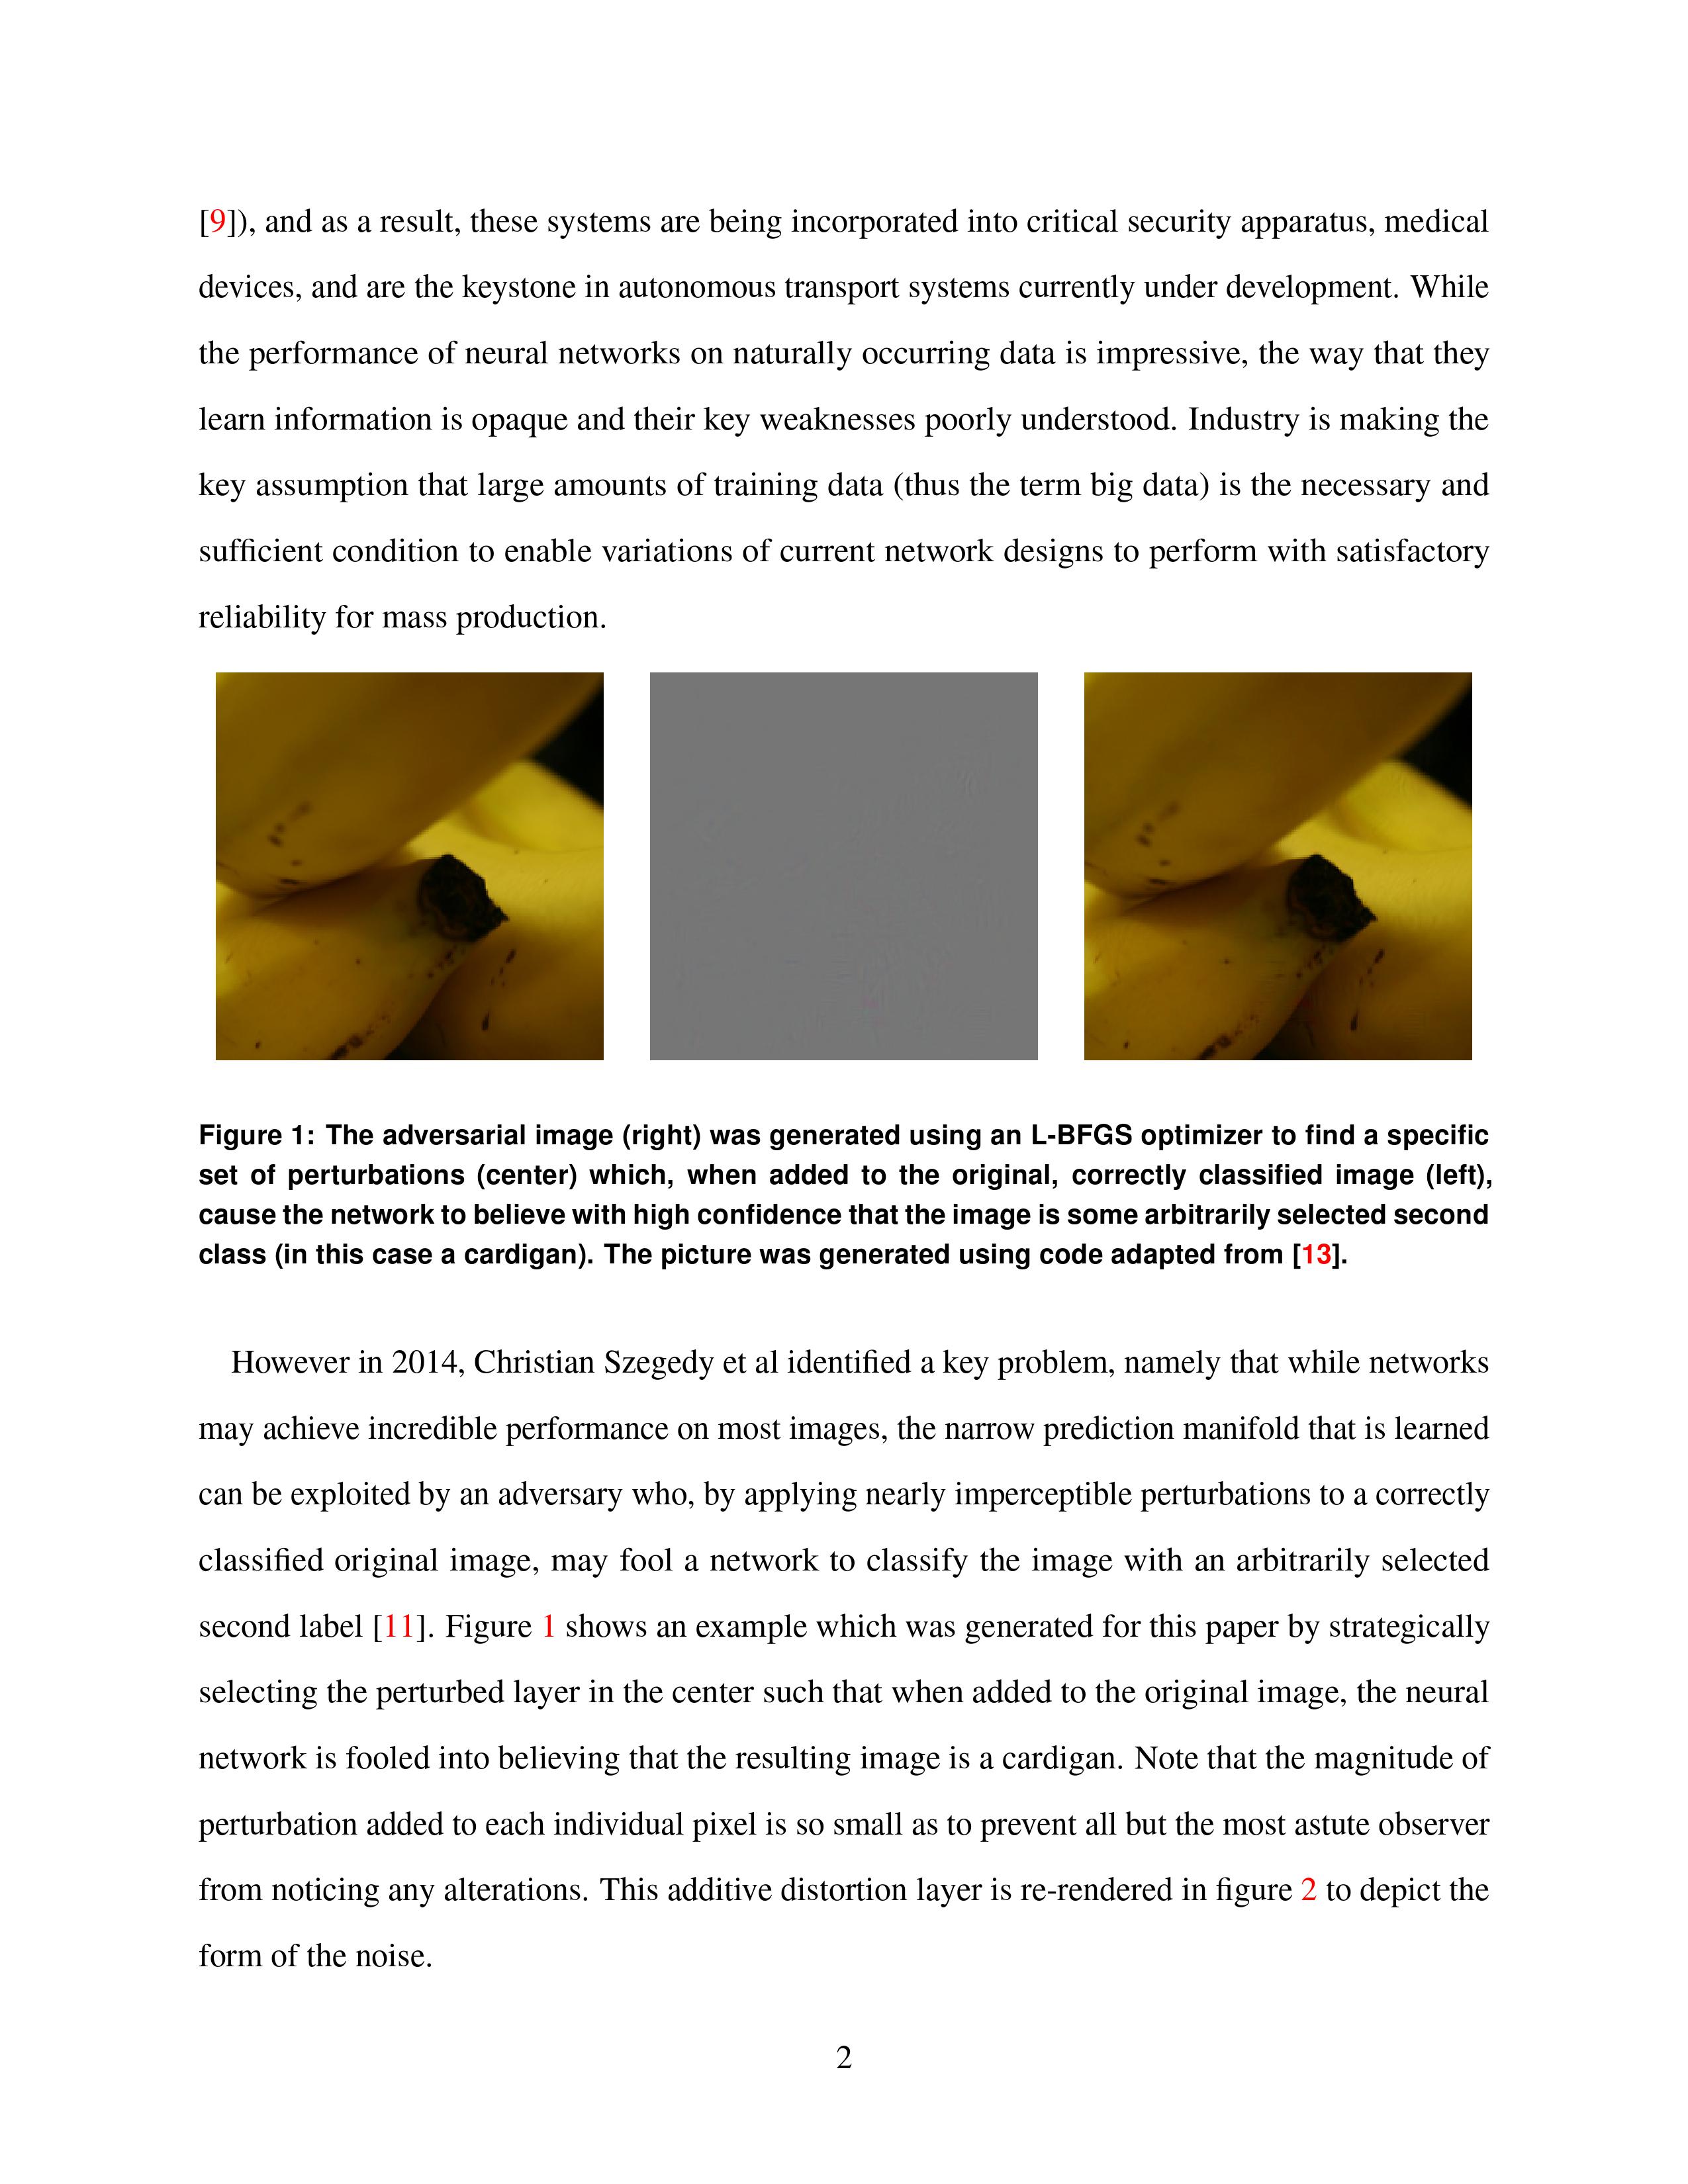 [9]), and as a result, these systems are being incorporated into critical security apparatus, medical
devices, and are the keystone in autonomous transport systems currently under development. While
the performance of neural networks on naturally occurring data is impressive, the way that they
learn information is opaque and their key weaknesses poorly understood. Industry is making the
key assumption that large amounts of training data (thus the term big data) is the necessary and
sufficient condition to enable variations of current network designs to perform with satisfactory
reliability for mass production.
Figure 1: The adversarial image (right) was generated using an L-BFGS optimizer to find a specific
set of perturbations (center) which, when added to the original, correctly classified image (left),
cause the network to believe with high confidence that the image is some arbitrarily selected second
class (in this case a cardigan). The picture was generated using code adapted from [13].
However in 2014, Christian Szegedy et al identified a key problem, namely that while networks
may achieve incredible performance on most images, the narrow prediction manifold that is learned
can be exploited by an adversary who, by applying nearly imperceptible perturbations to a correctly
classified original image, may fool a network to classify the image with an arbitrarily selected
second label [11]. Figure 1 shows an example which was generated for this paper by strategically
selecting the perturbed layer in the center such that when added to the original image, the neural
network is fooled into believing that the resulting image is a cardigan. Note that the magnitude of
perturbation added to each individual pixel is so small as to prevent all but the most astute observer
from noticing any alterations. This additive distortion layer is re-rendered in figure 2 to depict the
form of the noise.
2